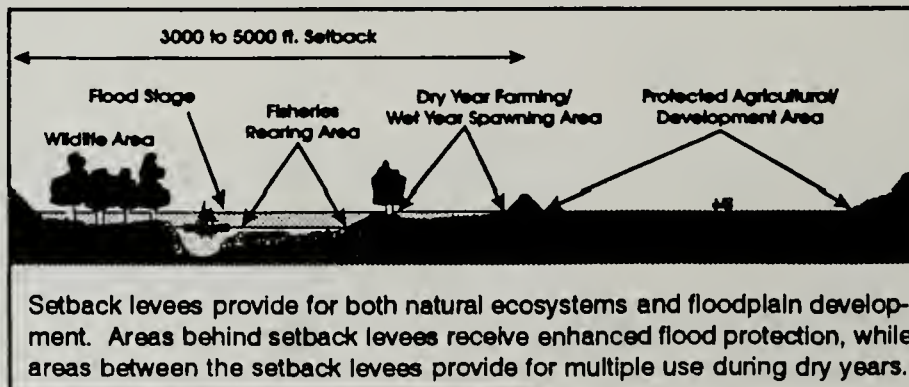 3000 to 5000 ft. Setback
Flood Stage
Wildlife Area
Fisheries
Rearing Area
Dry Year Farming/
Wet Year Spawning Area
Protected Agricultural/
Development Area
Setback levees provide for both natural ecosystems and floodplain develop-
ment. Areas behind setback levees receive enhanced flood protection, while
areas between the setback levees provide for multiple use during dry years.